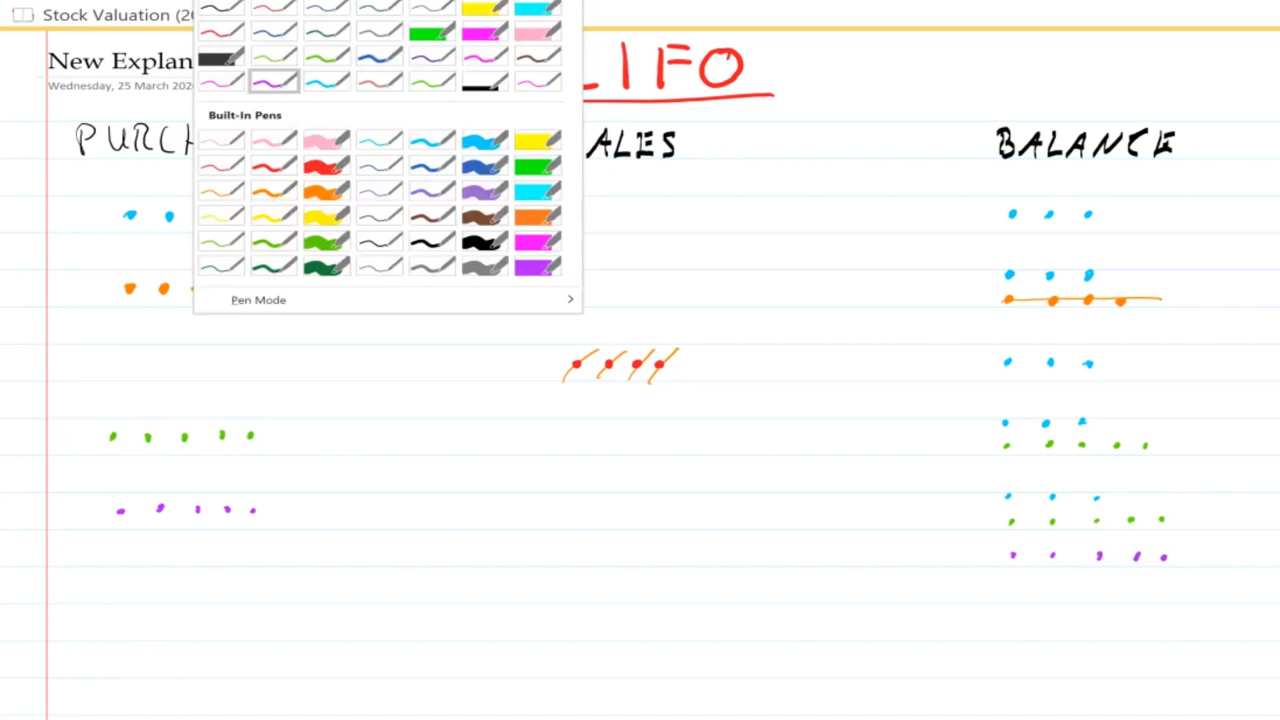 Stock Valuation (20
New Explan
Wednesday, 25 March 202
LIFO
PURCH
ALES
BALANCE
Built-In Pens
Pen Mode